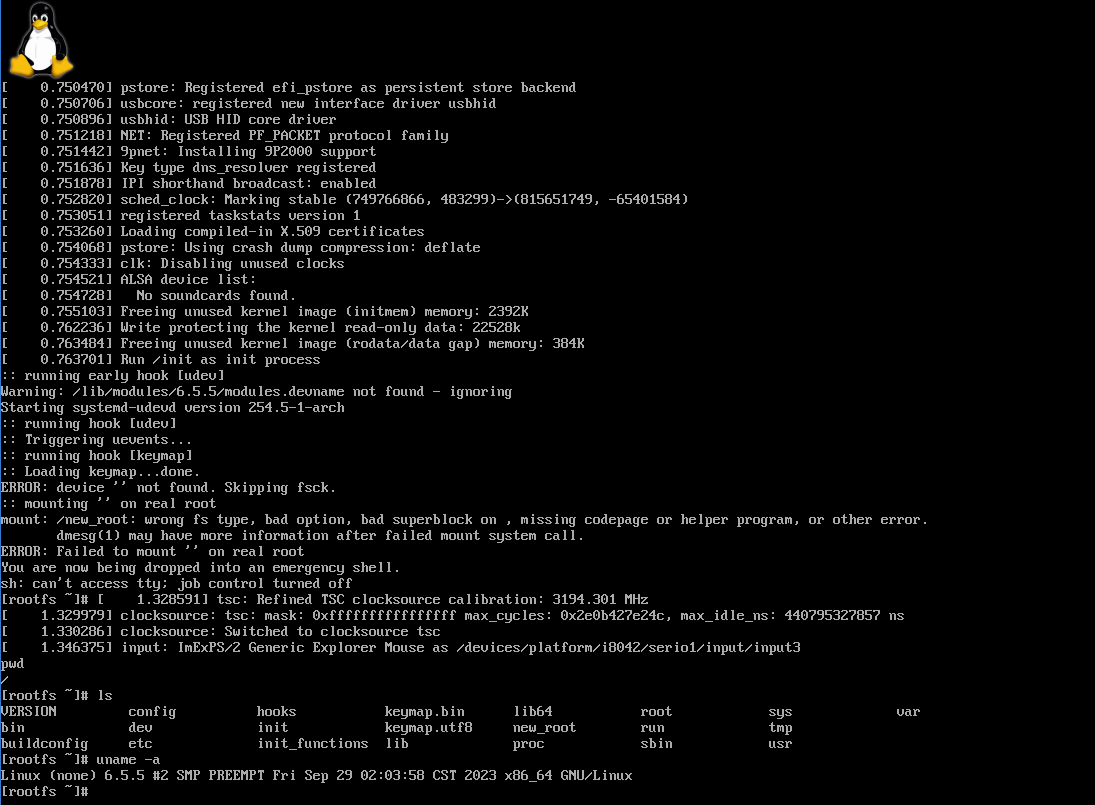 [    0.750470] pstore: Registered efi_pstore as persistent store backend
[    0.750706] usbcore: registered new interface driver usbhid
[    0.750896] usbhid: USB HID core driver
[    0.751218] NET: Registered PF_PACKET protocol family
[    0.751442] 9pnet: Installing 9P2000 support
[    0.751636] Key type dns_resolver registered
[    0.751878] IPI shorthand broadcast: enabled
[    0.752820] sched_clock: Marking stable (749766866, 483299)->(815651749, -65401584)
[    0.753051] registered taskstats version 1
[    0.753260] Loading compiled-in X.509 certificates
[    0.754068] pstore: Using crash dump compression: deflate
[    0.754333] clk: Disabling unused clocks
[    0.754521] ALSA device list:
[    0.754728]   No soundcards found.
[    0.755103] Freeing unused kernel image (initmem) memory: 2392K
[    0.762236] Write protecting the kernel read-only data: 22528k
[    0.763484] Freeing unused kernel image (rodata/data gap) memory: 384K
[    0.763701] Run /init as init process
:: running early hook [udev]
Warning: /lib/modules/6.5.5/modules.devname not found - ignoring
Starting systemd-udevd version 254.5-1-arch
:: running hook [udev]
:: Triggering uevents...
:: running hook [keymap]
:: Loading keymap...done.
ERROR: device '' not found. Skipping fsck.
:: mounting '' on real root
mount: /new_root: wrong fs type, bad option, bad superblock on , missing codepage or helper program, or other error.
       dmesg(1) may have more information after failed mount system call.
ERROR: Failed to mount '' on real root
You are now being dropped into an emergency shell.
sh: can't access tty; job control turned off
[rootfs ~]# [    1.328591] tsc: Refined TSC clocksource calibration: 3194.301 MHz
[    1.329979] clocksource: tsc: mask: 0xffffffffffffffff max_cycles: 0x2e0b427e24c, max_idle_ns: 440795327857 ns
[    1.330286] clocksource: Switched to clocksource tsc
[    1.346375] input: ImExPS/2 Generic Explorer Mouse as /devices/platform/i8042/serio1/input/input3
pwd
/
[rootfs ~]# ls
VERSION         config          hooks           keymap.bin      lib64           root            sys             var
bin             dev             init            keymap.utf8     new_root        run             tmp
buildconfig     etc             init_functions  lib             proc            sbin            usr
[rootfs ~]# uname -a
Linux (none) 6.5.5 #2 SMP PREEMPT Fri Sep 29 02:03:58 CST 2023 x86_64 GNU/Linux
[rootfs ~]#